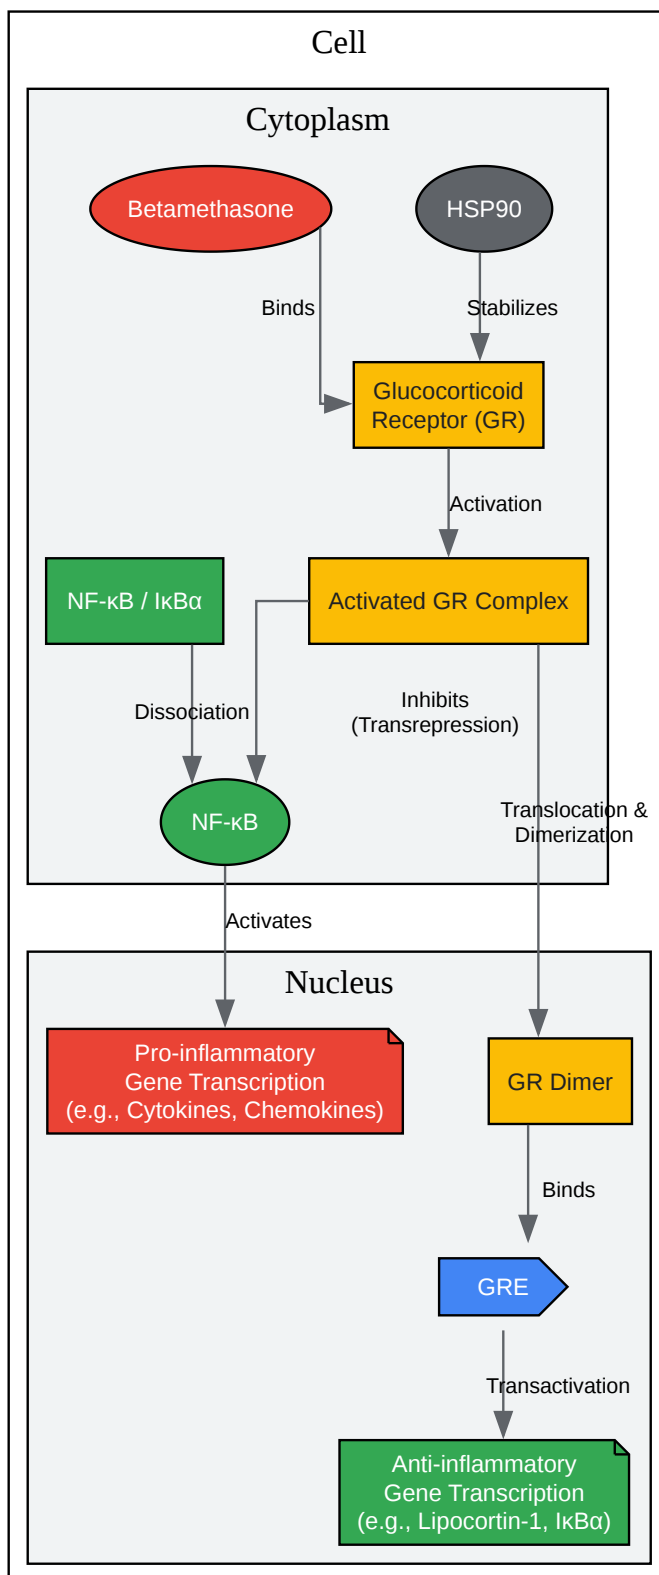 Cell
Cytoplasm
Betamethasone
HSP90
Binds
Stabilizes
Glucocorticoid
Receptor (GR)
Activation
NF-κB / IκBα
Activated GR Complex
Dissociation
Inhibits
(Transrepression)
NF-κB
Translocation &
Dimerization
Activates
Nucleus
Pro-inflammatory
Gene Transcription
(e.g., Cytokines, Chemokines)
GR Dimer
Binds
GRE
Transactivation
Anti-inflammatory
Gene Transcription
(e.g., Lipocortin-1, IκBα)